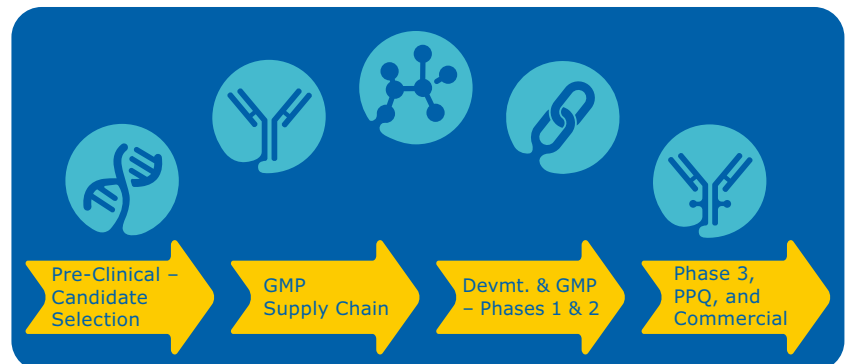 Pre-Clinical –
Candidate
Selection
GMP
Supply Chain
Devmt. & GMP
– Phases 1 & 2
Phase 3,
PPQ, and
Commercial